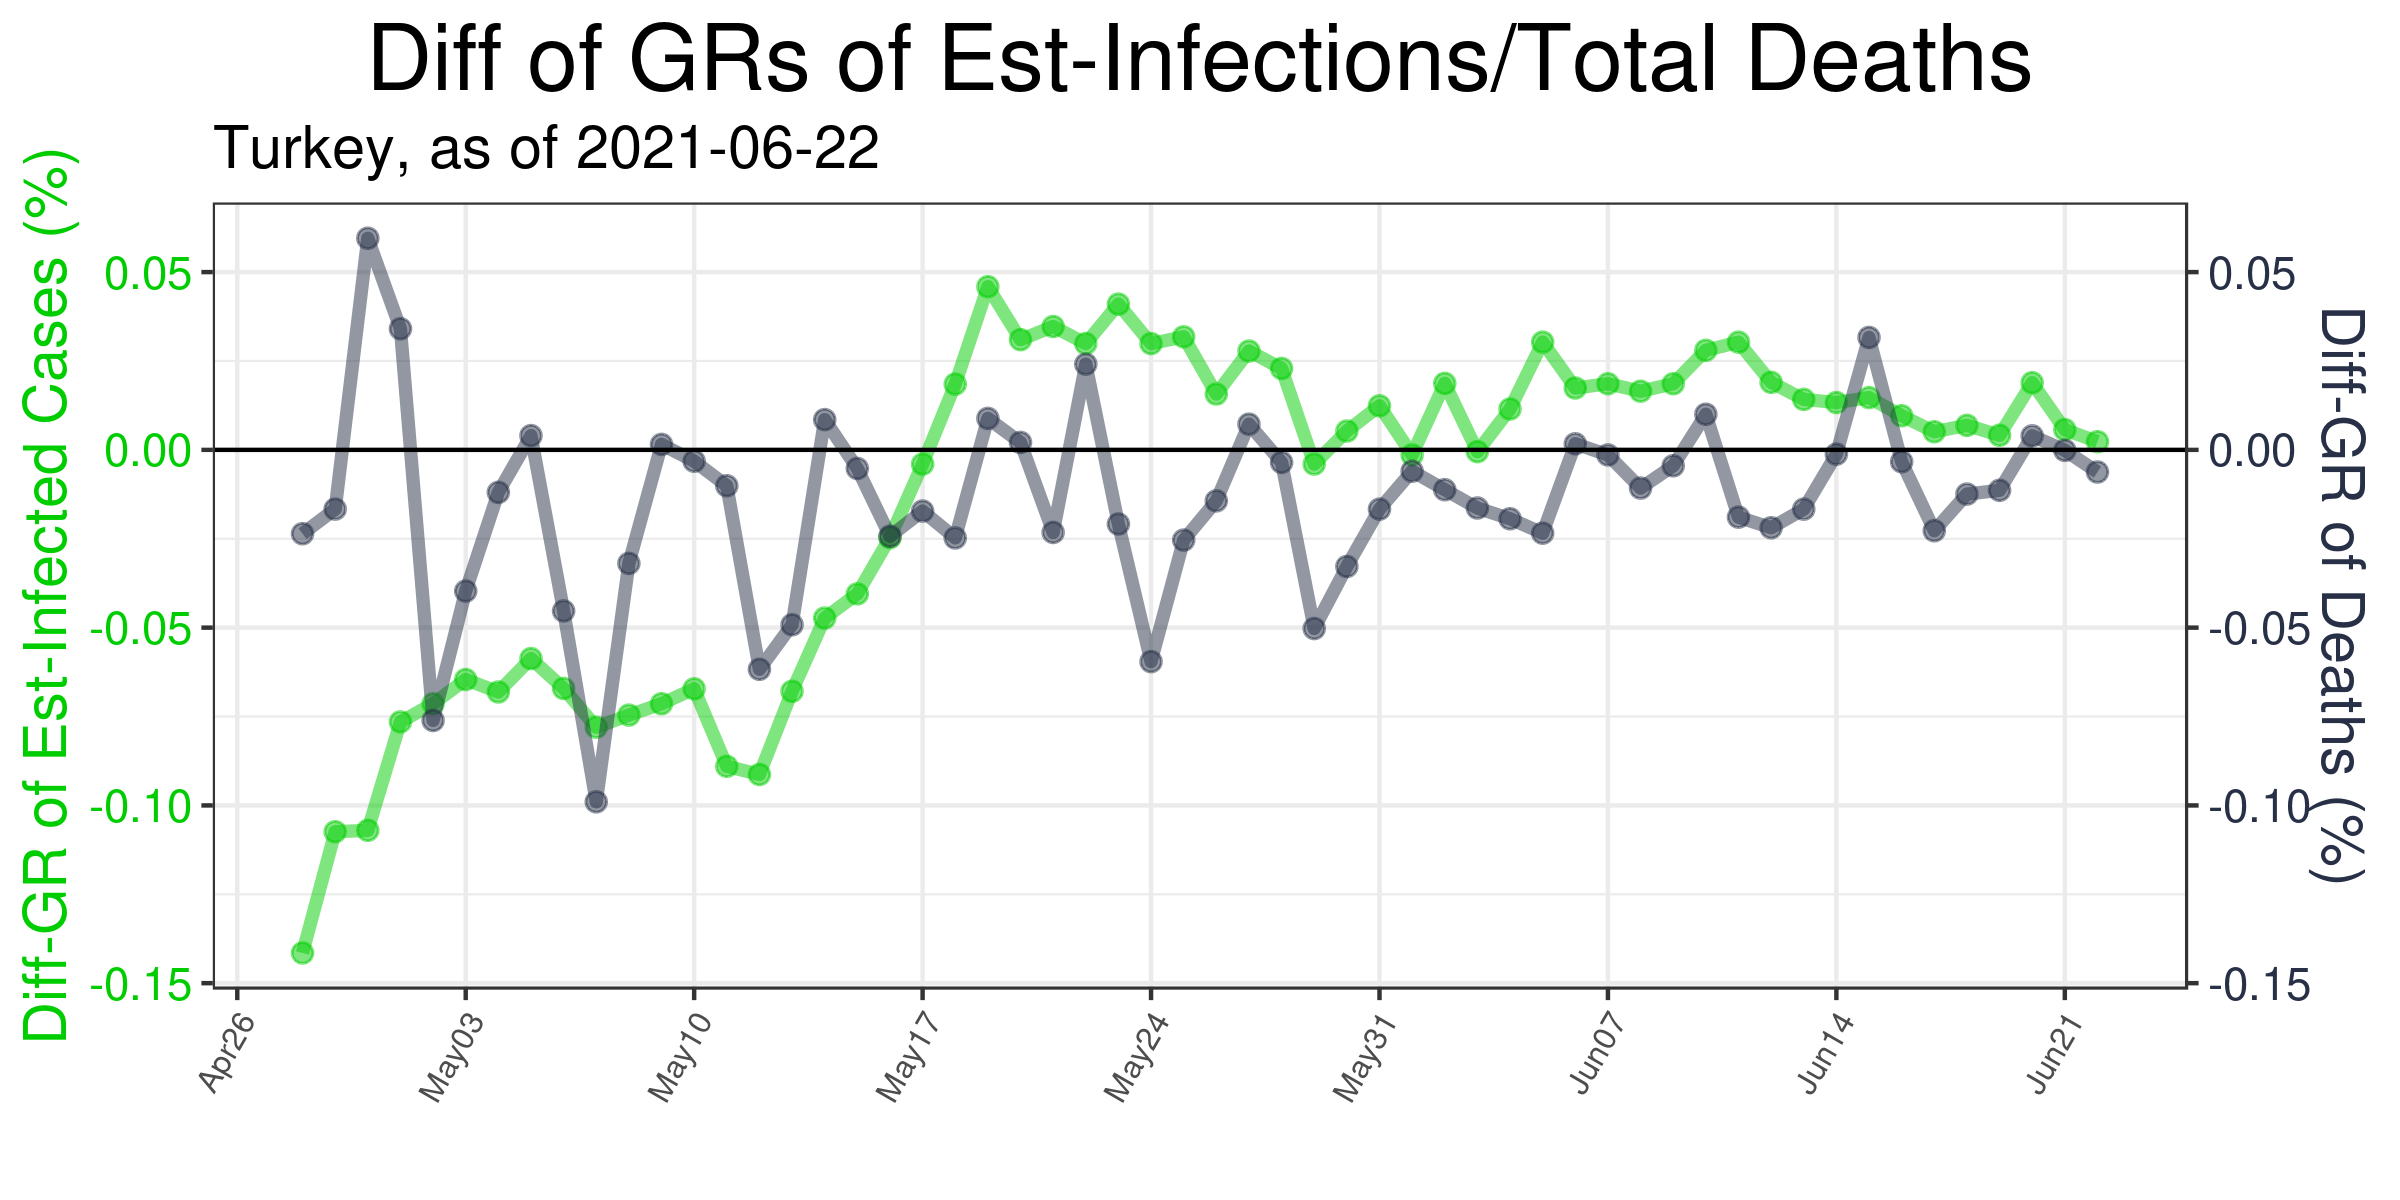 Diff of GRs of Est-Infections/Total Deaths
Turkey, as of 2021-06-22
Diff-GR of Est-Infected Cases (%)
0.05
0.00
-0.05
-0.10
-0.15
0.05
0.00
-0.05
-0.10
-0.15
Diff-GR of Deaths (%)
Apr26
May03
May10
May17
May24
May31
Jun07
Jun14
Jun21